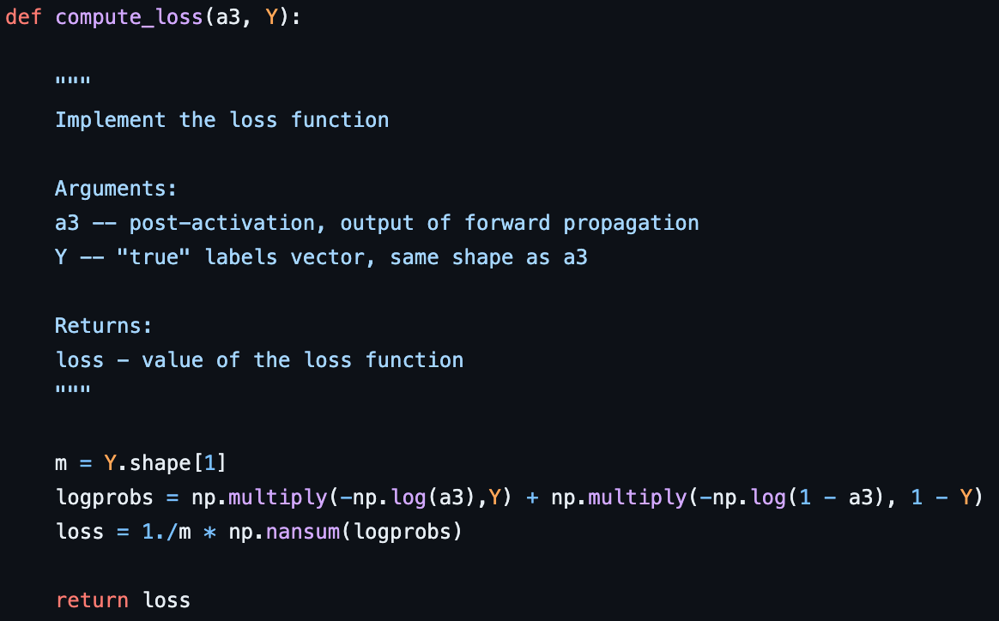 def compute_loss(a3, Y):
"""
Implement the loss function
Arguments:
a3 -- post-activation, output of forward propagation
Y -- "true" labels vector, same shape as a3
Returns:
loss - value of the loss function
"""
m = Y.shape[1]
logprobs = np.multiply(-np.log(a3),Y) + np.multiply(-np.log(1 - a3), 1 - Y)
loss = 1./m * np.nansum(logprobs)
return loss